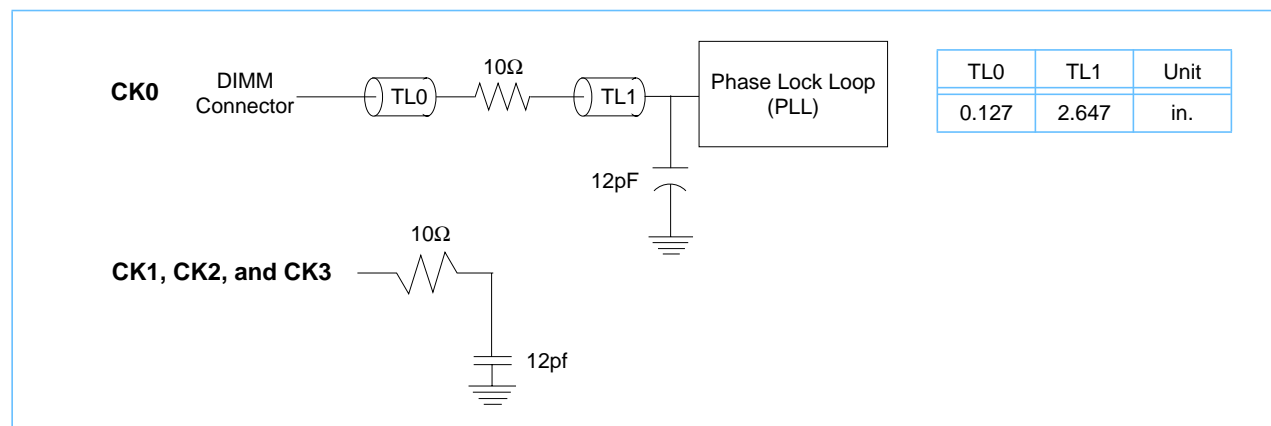 CK0
DIMM
Connector
TL0
10Ω
TL1
Phase Lock Loop
(PLL)
12pF
TL0 TL1 Unit
0.127 2.647 in.
10Ω
CK1, CK2, and CK3
12pf